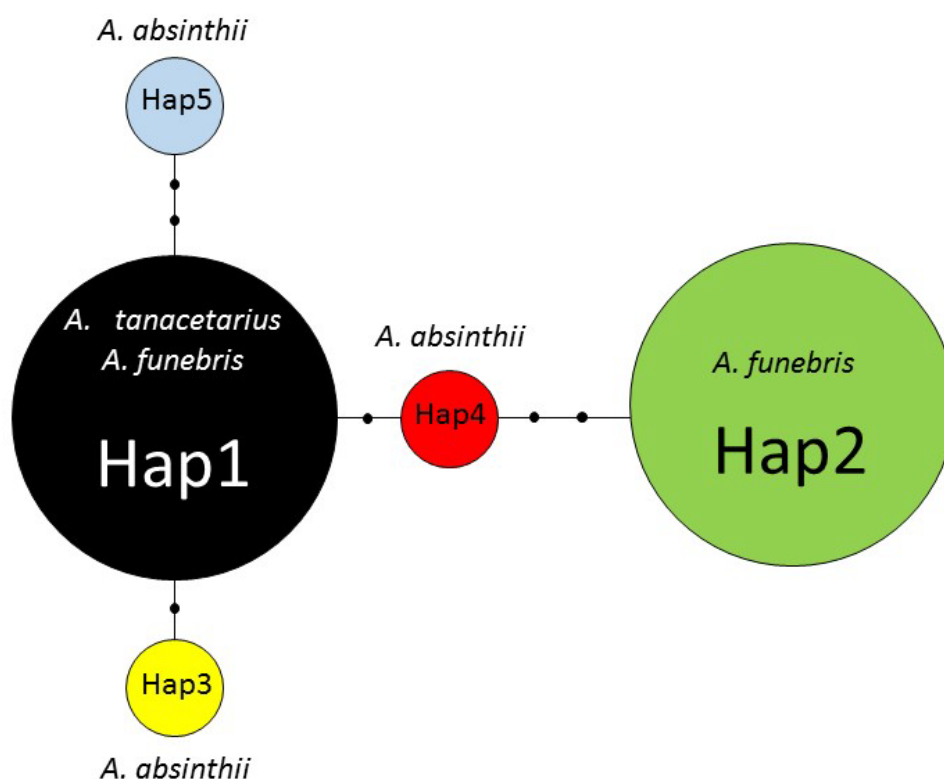 A. absinthii
Hap5
A. tanacetarius
A. funebris
Hap1
A. absinthii
Hap4
A. funebris
Hap2
Hap3
A. absinthii